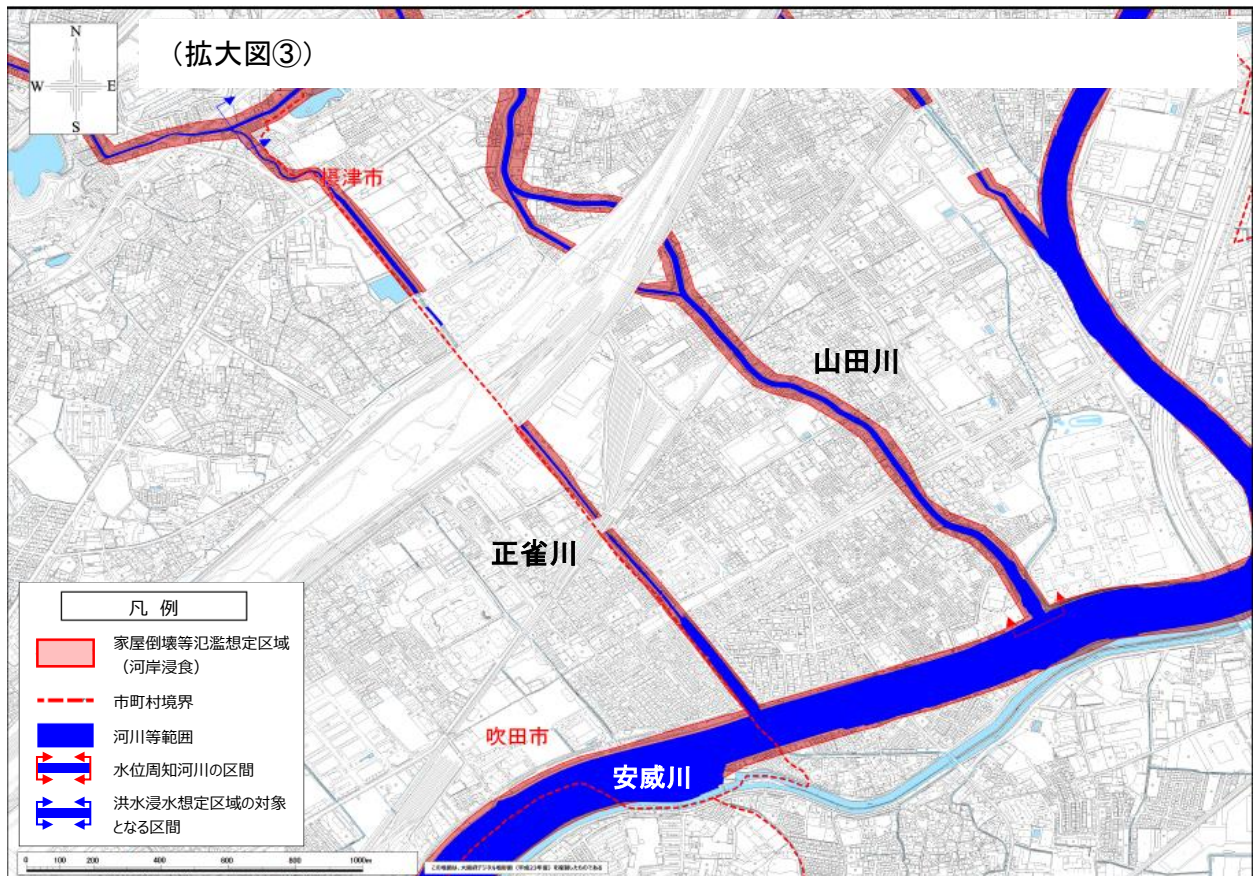 (拡大図③)
N
W
E
S
摂津市
山田川
正雀川
吹田市
安威川
凡 例
家屋倒壊等氾濫想定区域
(河岸浸食)
市町村境界
河川等範囲
水位周知河川の区間
洪水浸水想定区域の対象
となる区間
0 100 200 400 600 800 1000m